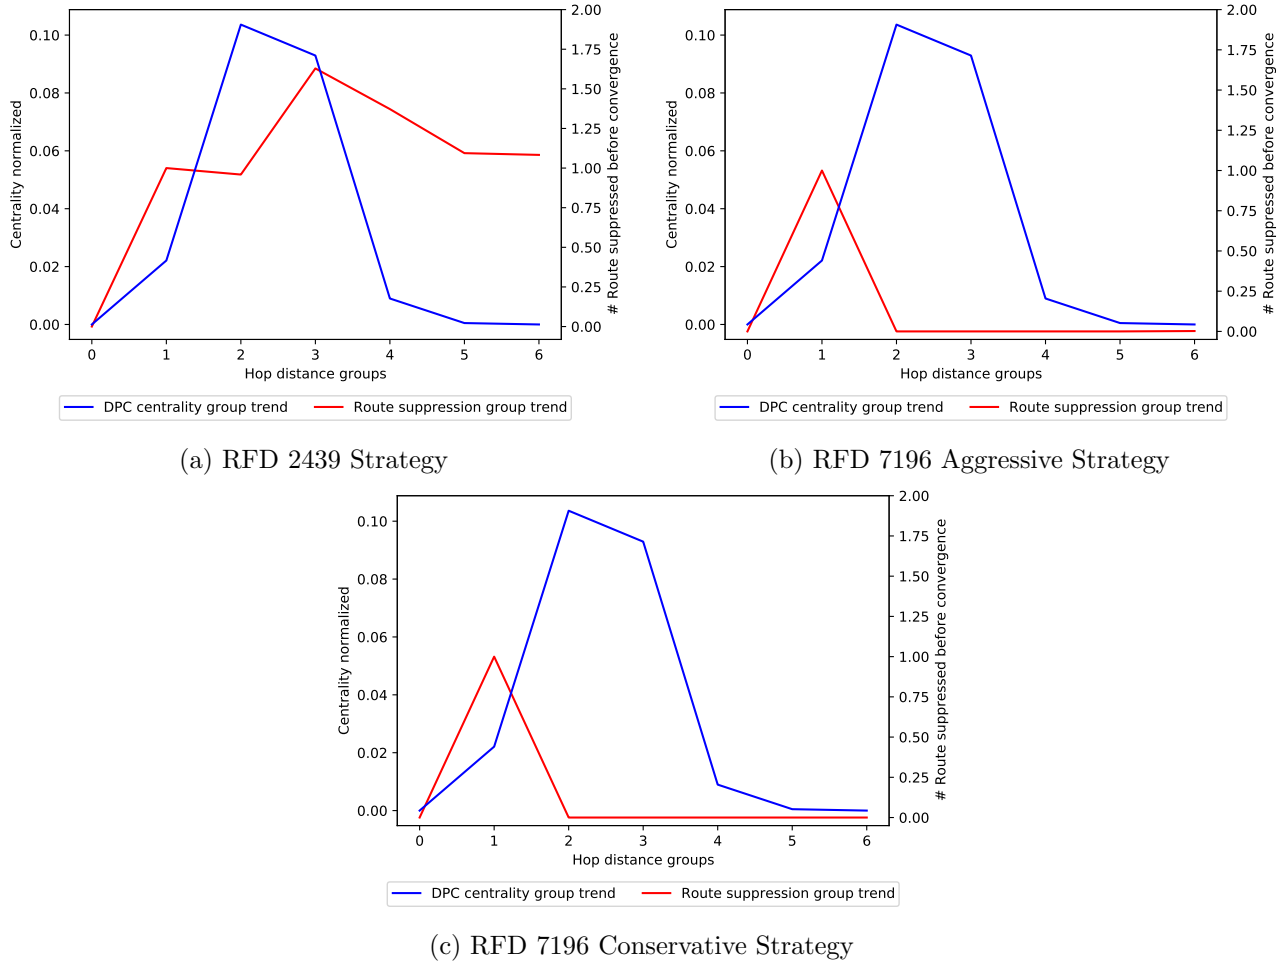 0.10
0.08
0.06
0.04
0.02
0.00
Centrality normalized
2.00
1.75
1.50
1.25
1.00
0.75
0.50
0.25
0.00
# Route suppressed before convergence
0 1 2 3 4 5 6
Hop distance groups
DPC centrality group trend Route suppression group trend
(a) RFD 2439 Strategy
0.10
0.08
0.06
0.04
0.02
0.00
Centrality normalized
2.00
1.75
1.50
1.25
1.00
0.75
0.50
0.25
0.00
# Route suppressed before convergence
0 1 2 3 4 5 6
Hop distance groups
DPC centrality group trend Route suppression group trend
(b) RFD 7196 Aggressive Strategy
0.10
0.08
0.06
0.04
0.02
0.00
Centrality normalized
2.00
1.75
1.50
1.25
1.00
0.75
0.50
0.25
0.00
# Route suppressed before convergence
0 1 2 3 4 5 6
Hop distance groups
DPC centrality group trend Route suppression group trend
(c) RFD 7196 Conservative Strategy